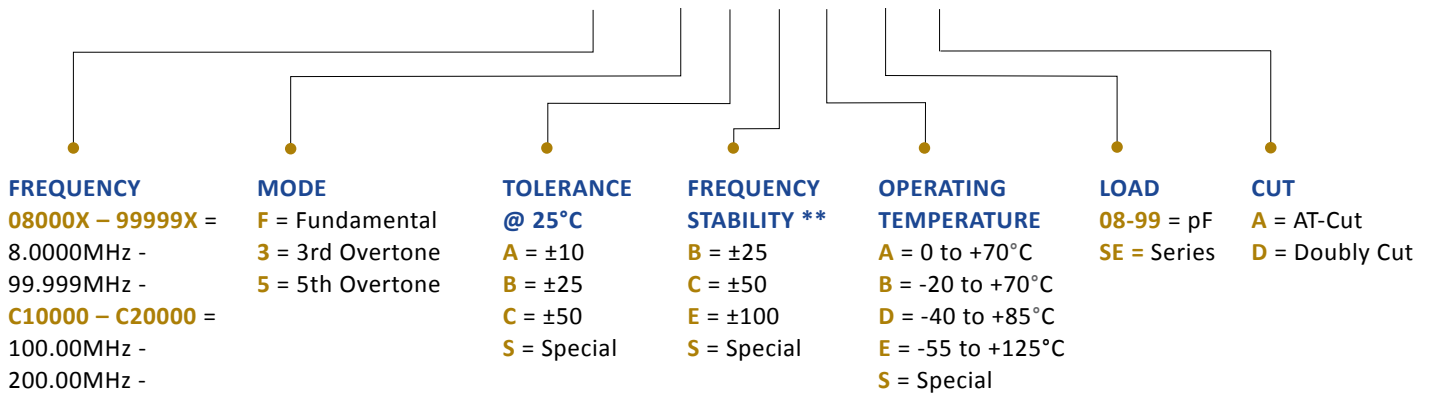 FREQUENCY
08000X – 99999X =
8.0000MHz -
99.999MHz -
C10000 – C20000 =
100.00MHz -
200.00MHz -
MODE
F = Fundamental
3 = 3rd Overtone
5 = 5th Overtone
TOLERANCE
@ 25°C
A = ±10
B = ±25
C = ±50
S = Special
FREQUENCY
STABILITY **
B = ±25
C = ±50
E = ±100
S = Special
OPERATING
TEMPERATURE
A = 0 to +70°C
B = -20 to +70°C
D = -40 to +85°C
E = -55 to +125°C
S = Special
LOAD
08-99 = pF
SE = Series
CUT
A = AT-Cut
D = Doubly Cut